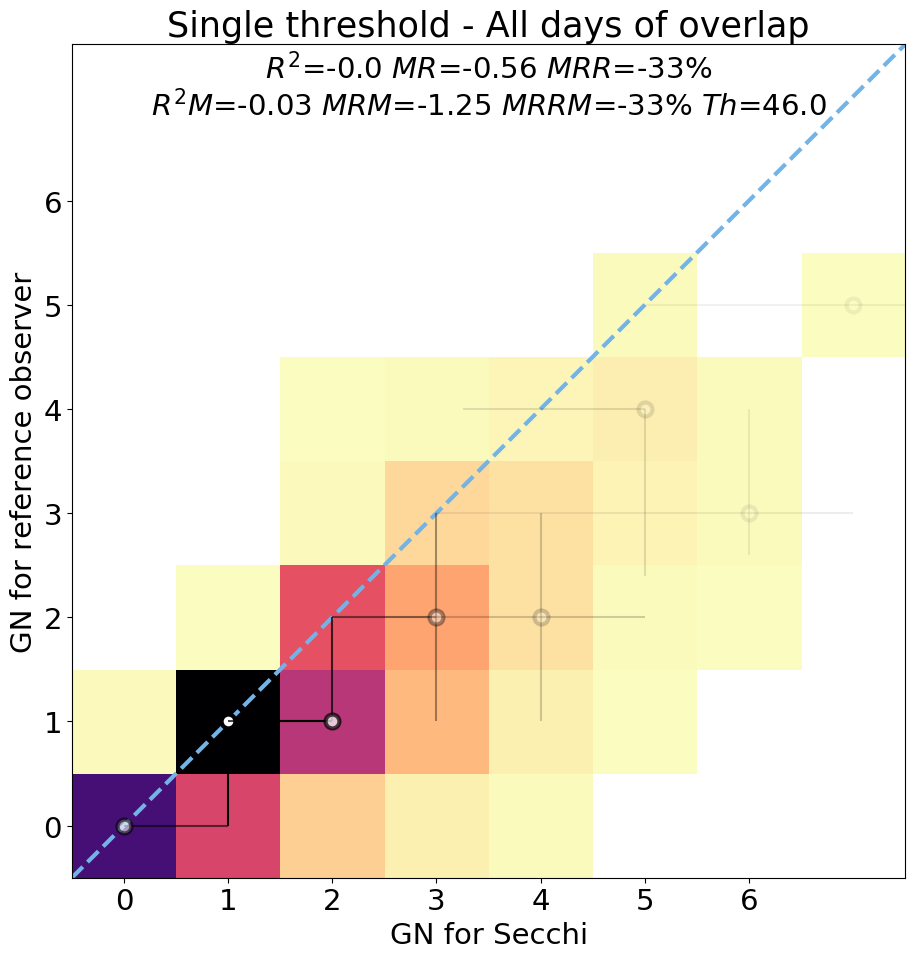 Single threshold - All days of overlap
R²=-0.0 MR=-0.56 MRR=-33%
R²M=-0.03 MRM=-1.25 MRRM=-33% Th=46.0
6
5
4
3
2
1
0
GN for reference observer
0 1 2 3 4 5 6
GN for Secchi